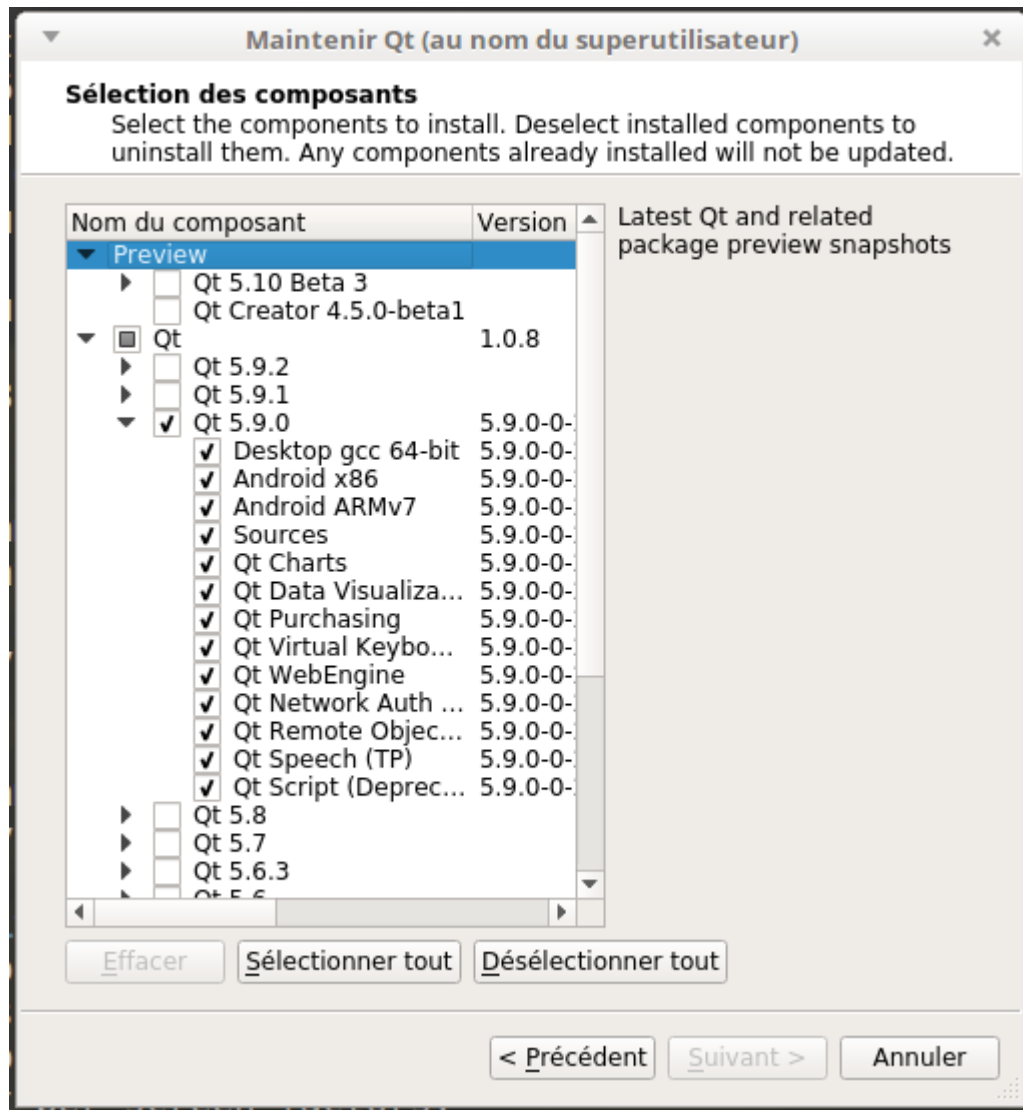 Maintenir Qt (au nom du superutilisateur)
Sélection des composants
Select the components to install. Deselect installed components to
uninstall them. Any components already installed will not be updated.
Nom du composant Version
Latest Qt and related
package preview snapshots
Preview
Qt 5.10 Beta 3
Qt Creator 4.5.0-beta1
Qt 1.0.8
Qt 5.9.2
Qt 5.9.1
Qt 5.9.0 5.9.0-0-
Desktop gcc 64-bit 5.9.0-0-
Android x86 5.9.0-0-
Android ARMv7 5.9.0-0-
Sources 5.9.0-0-
Qt Charts 5.9.0-0-
Qt Data Visualiza... 5.9.0-0-
Qt Purchasing 5.9.0-0-
Qt Virtual Keybo... 5.9.0-0-
Qt WebEngine 5.9.0-0-
Qt Network Auth ... 5.9.0-0-
Qt Remote Objec... 5.9.0-0-
Qt Speech (TP) 5.9.0-0-
Qt Script (Deprec... 5.9.0-0-
Qt 5.8
Qt 5.7
Qt 5.6.3
Qt 5.6
Effacer Sélectionner tout Désélectionner tout
< Précédent Suivant > Annuler